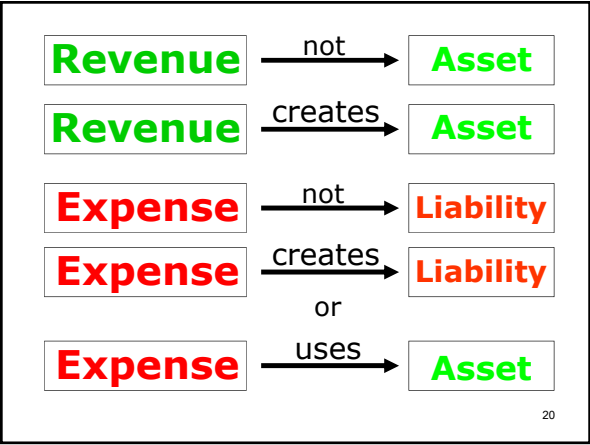 Revenue not Asset
Revenue creates Asset
Expense not Liability
Expense creates Liability
or
Expense uses Asset
20